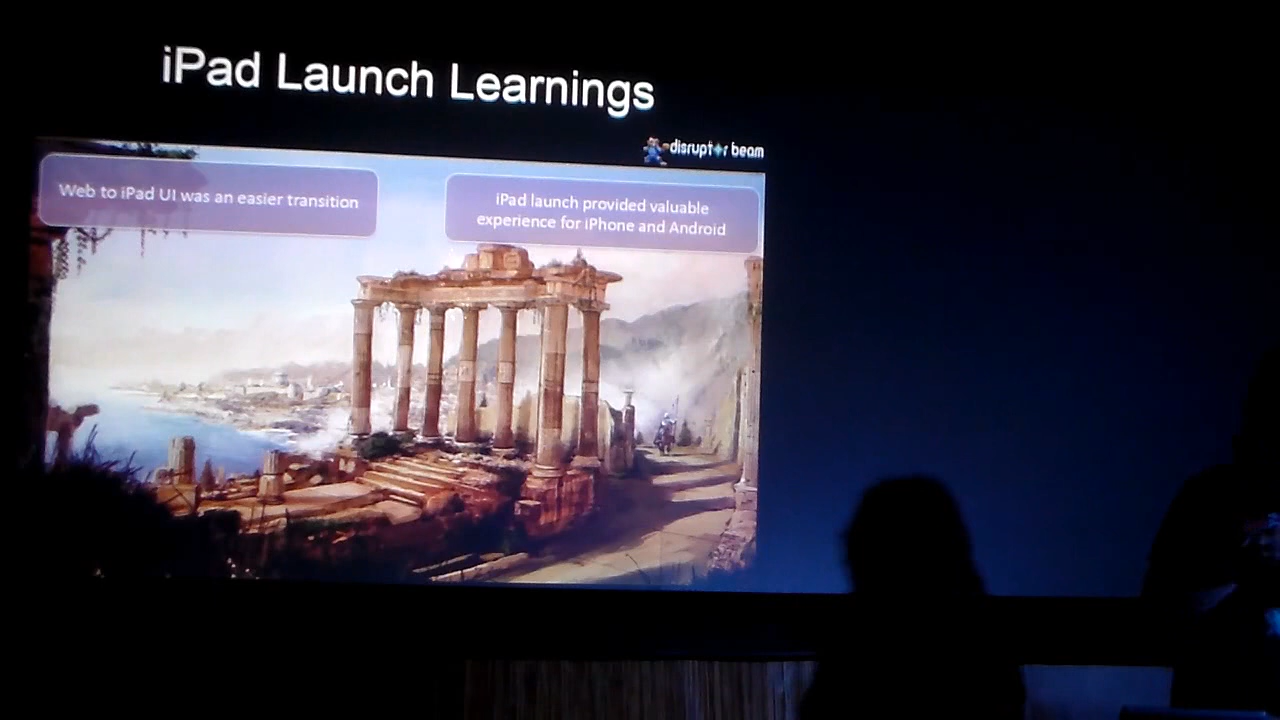 iPad Launch Learnings
disruptor beam
Web to iPad UI was an easier transition
iPad launch provided valuable
experience for iPhone and Android